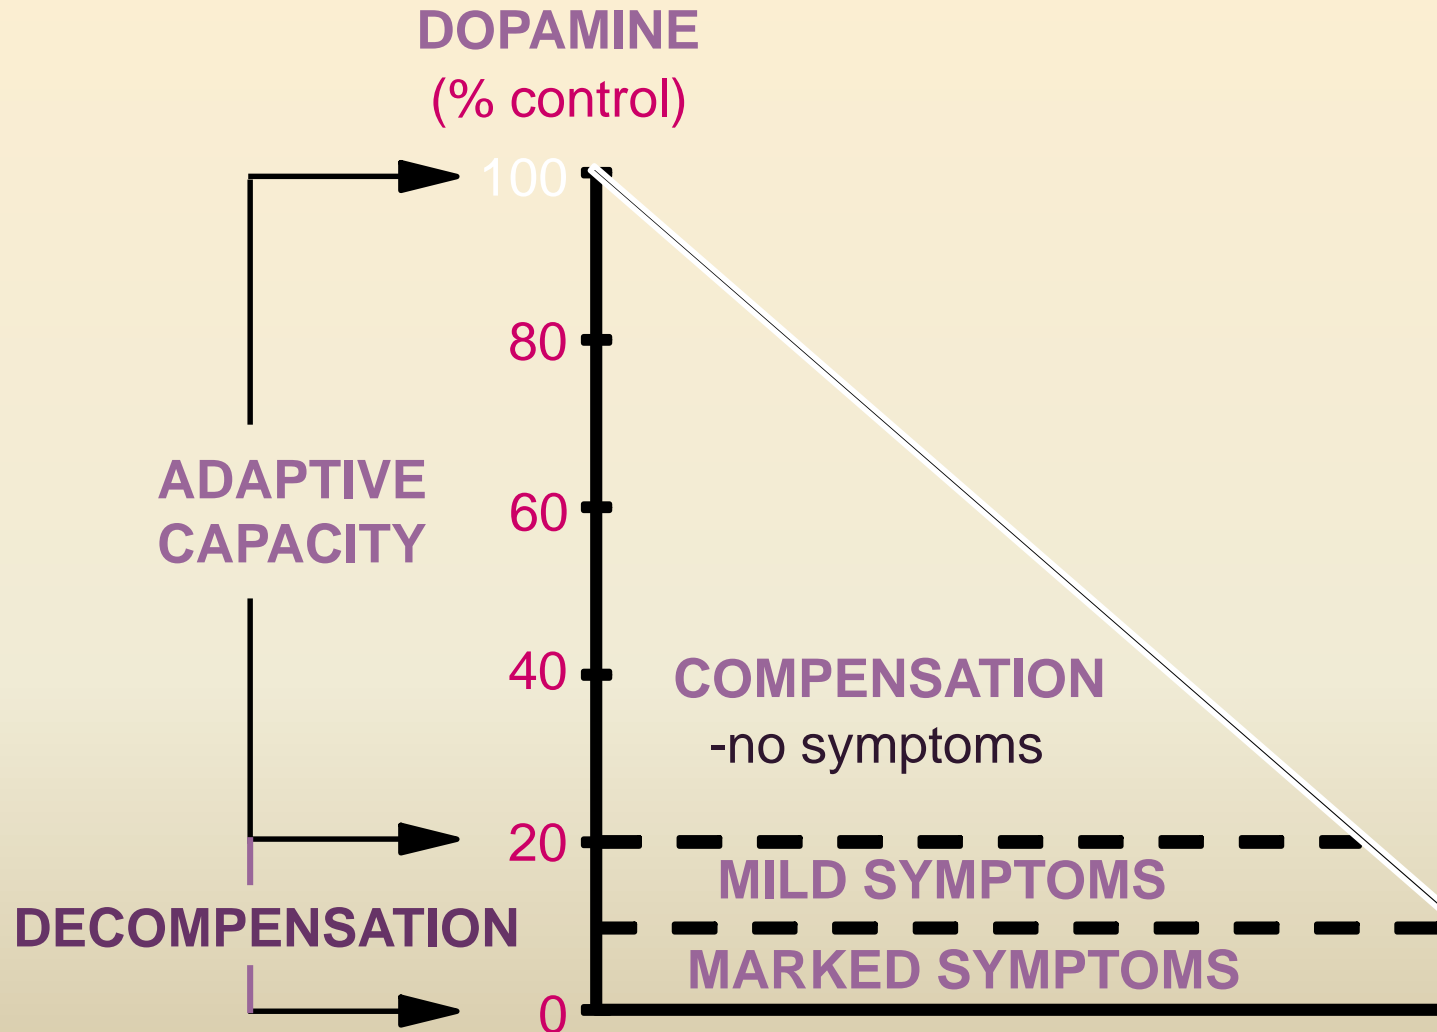 DOPAMINE
(% control)
100
80
60
ADAPTIVE
CAPACITY
40
COMPENSATION
-no symptoms
20
MILD SYMPTOMS
DECOMPENSATION
MARKED SYMPTOMS
0